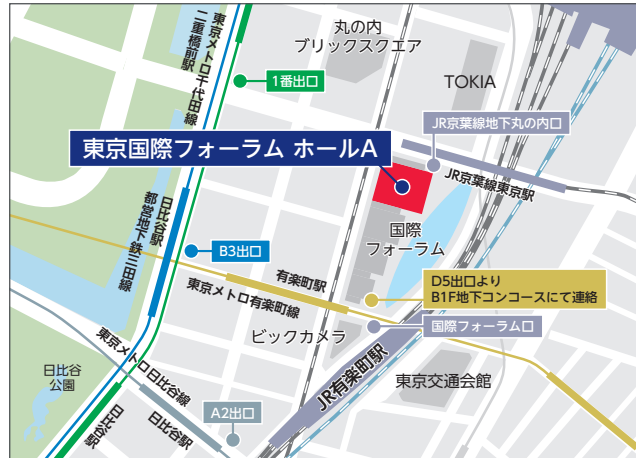 丸の内
ブリックスクエア
東京メトロ千代田線
二重橋前駅
1番出口
TOKIA
JR京葉線地下丸の内口
東京国際フォーラム ホールA
JR京葉線東京駅
日比谷駅
都営地下鉄三田線
国際
フォーラム
B3出口
有楽町駅
東京メトロ有楽町線
D5出口より
B1F地下コンコースにて連絡
国際フォーラム口
ビックカメラ
東京メトロ日比谷線
JR有楽町駅
東京交通会館
日比谷
公園
日比谷駅
日比谷駅
A2出口